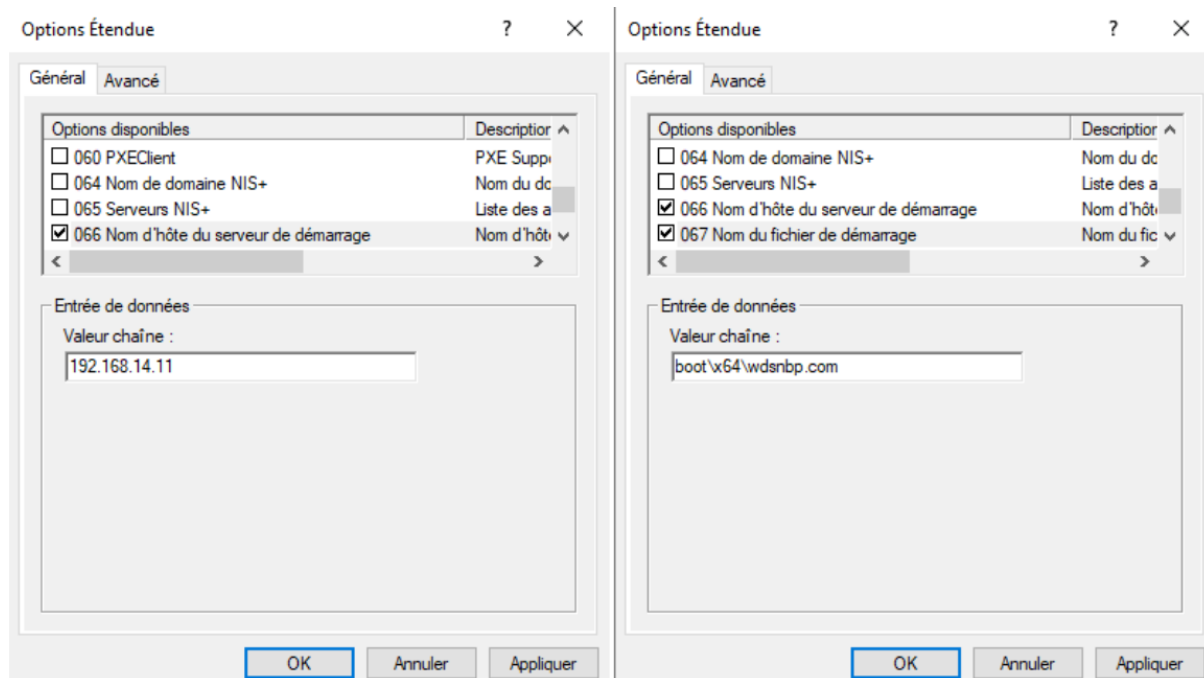 Options Étendue
Général
Avancé
Options disponibles
Description
060 PXEClient
PXE Supp
064 Nom de domaine NIS+
Nom du do
065 Serveurs NIS+
Liste des a
066 Nom d'hôte du serveur de démarrage
Nom d'hôt
Entrée de données
Valeur chaîne :
192.168.14.11
OK
Annuler
Appliquer
Options Étendue
Général
Avancé
Options disponibles
Description
064 Nom de domaine NIS+
Nom du do
065 Serveurs NIS+
Liste des a
066 Nom d'hôte du serveur de démarrage
Nom d'hôt
067 Nom du fichier de démarrage
Nom du fic
Entrée de données
Valeur chaîne :
boot\x64\wdsnbp.com
OK
Annuler
Appliquer